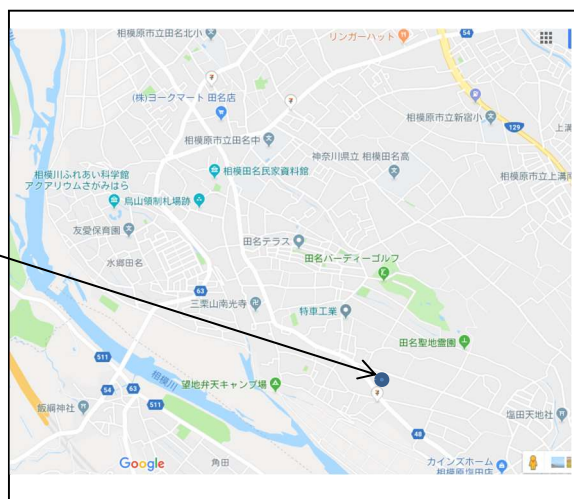 相模原市立田名北小
リンガーハット
54
(株)ヨークマート 田名店
相模原市立新宿小
129
上溝
相模原市立田名中
神奈川県立 相模田名高
相模川ふれあい科学館
アクアリウムさがみはら
相模田名民家資料館
相模原市立上溝南
烏山領制札場跡
友愛保育園
田名テラス
水郷田名
田名バーディーゴルフ
63
三栗山南光寺
特車工業
田名聖地霊園
511
相模川
望地弁天キャンプ場
54
63
511
飯綱神社
塩田天地社
48
Google
角田
カインズホーム
相模原塩田店